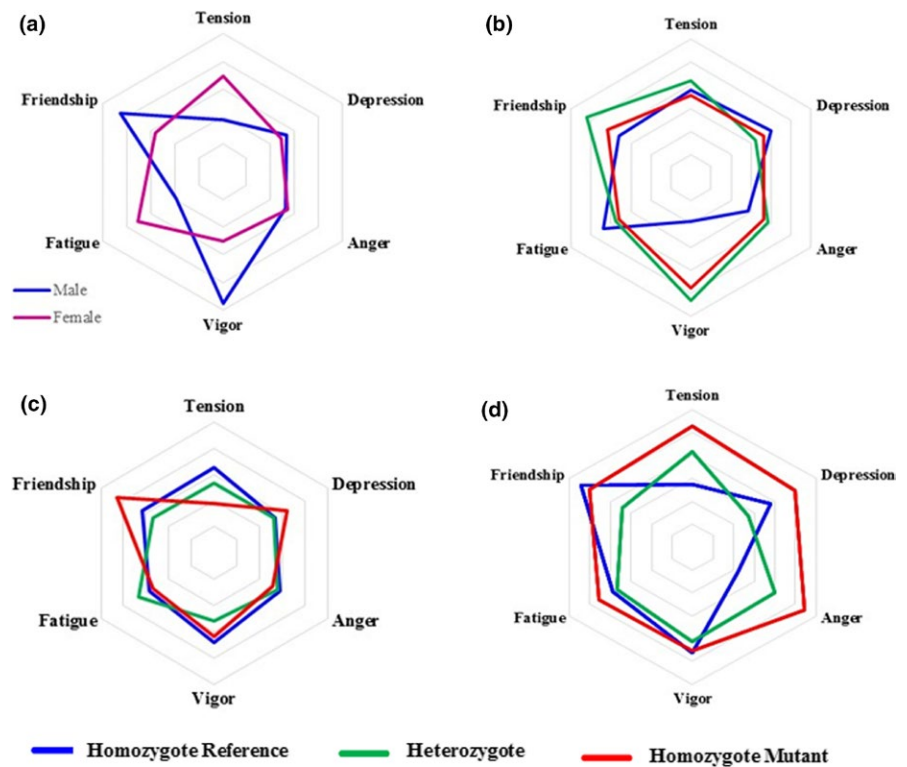 (a)
Tension
Friendship
Depression
Fatigue
Anger
Vigor
Male
Female
(b)
Tension
Friendship
Depression
Fatigue
Anger
Vigor
(c)
Tension
Friendship
Depression
Fatigue
Anger
Vigor
(d)
Tension
Friendship
Depression
Fatigue
Anger
Vigor
Homozygote Reference
Heterozygote
Homozygote Mutant